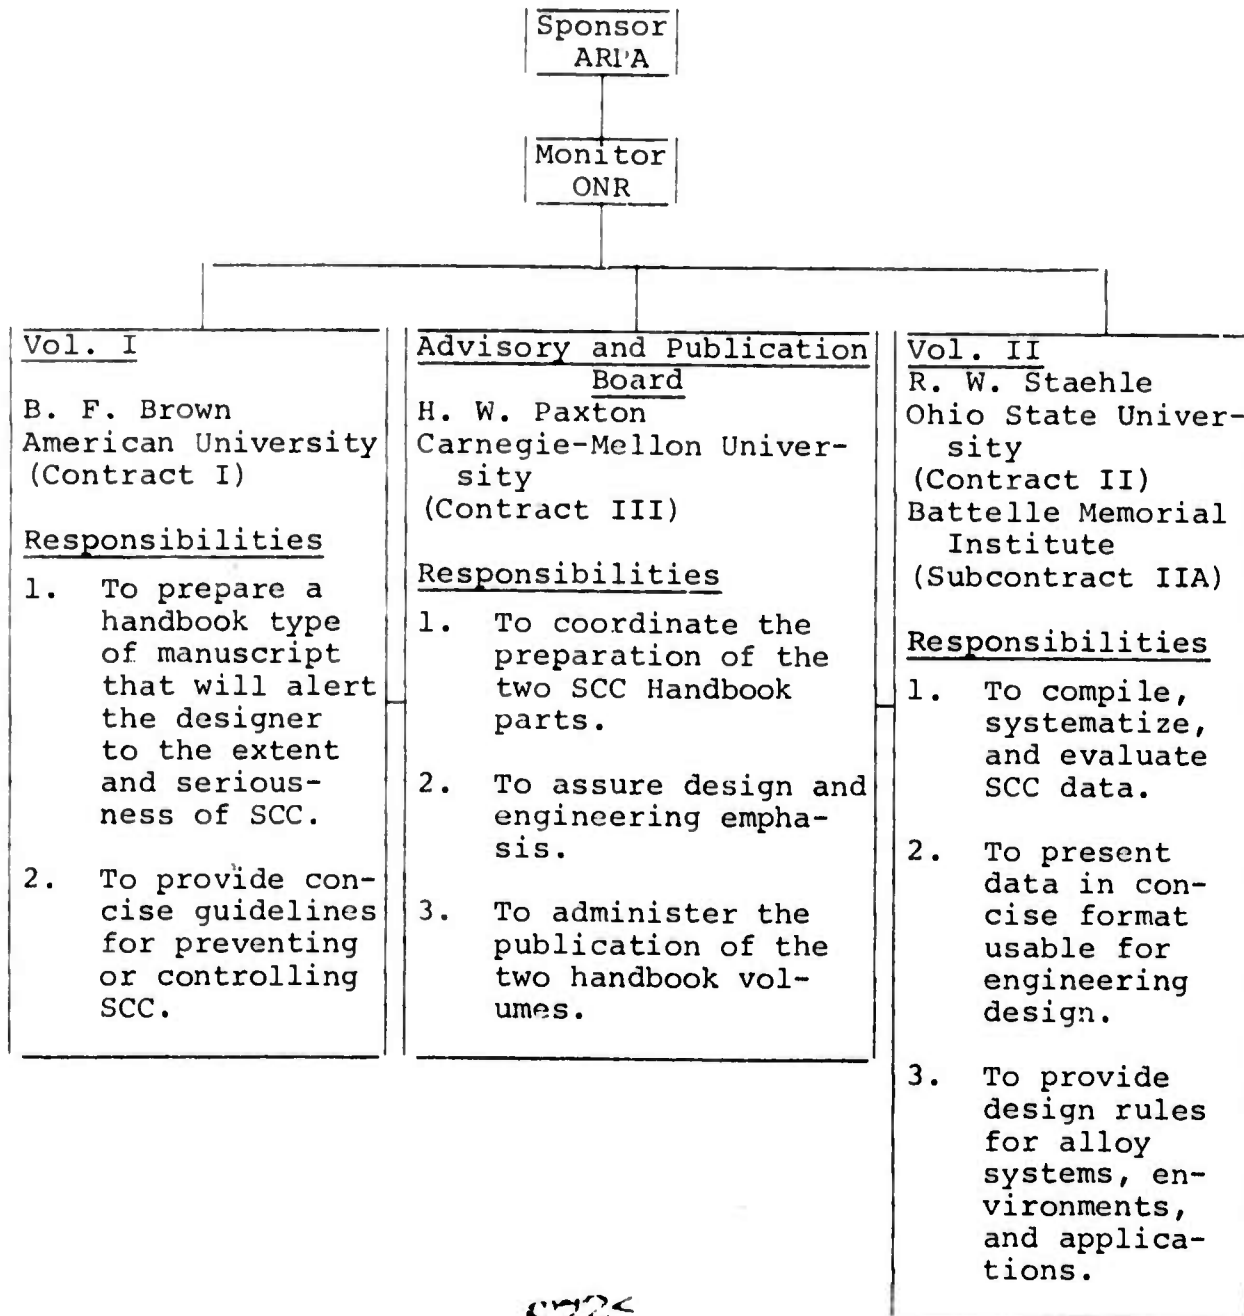 Sponsor
ARPA
Monitor
ONR
Vol. I
B. F. Brown
American University
(Contract I)
Responsibilities
1. To prepare a
handbook type
of manuscript
that will alert
the designer
to the extent
and serious-
ness of SCC.
2. To provide con-
cise guidelines
for preventing
or controlling
SCC.
Advisory and Publication
Board
H. W. Paxton
Carnegie-Mellon Univer-
sity
(Contract III)
Responsibilities
1. To coordinate the
preparation of the
two SCC Handbook
parts.
2. To assure design and
engineering empha-
sis.
3. To administer the
publication of the
two handbook vol-
umes.
Vol. II
R. W. Staehle
Ohio State Univer-
sity
(Contract II)
Battelle Memorial
Institute
(Subcontract IIA)
Responsibilities
1. To compile,
systematize,
and evaluate
SCC data.
2. To present
data in con-
cise format
usable for
engineering
design.
3. To provide
design rules
for alloy
systems, en-
vironments,
and applica-
tions.